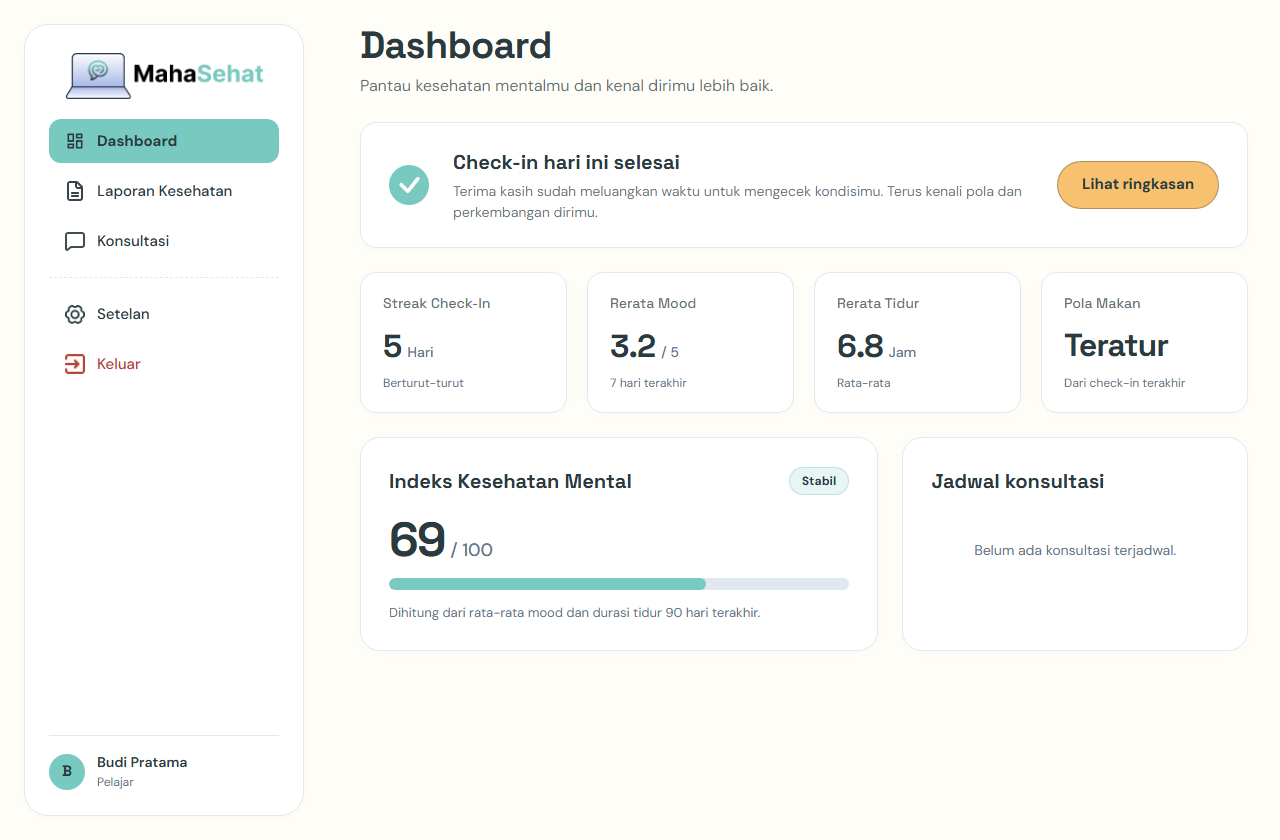 MahaSehat
Dashboard
Laporan Kesehatan
Konsultasi
Setelan
Keluar
B
Budi Pratama
Pelajar
Dashboard
Pantau kesehatan mentalmu dan kenal dirimu lebih baik.
Check-in hari ini selesai
Terima kasih sudah meluangkan waktu untuk mengecek kondisimu. Terus kenali pola dan
perkembangan dirimu.
Lihat ringkasan
Streak Check-In
5 Hari
Berturut-turut
Rerata Mood
3.2 / 5
7 hari terakhir
Rerata Tidur
6.8 Jam
Rata-rata
Pola Makan
Teratur
Dari check-in terakhir
Indeks Kesehatan Mental
Stabil
69 / 100
Dihitung dari rata-rata mood dan durasi tidur 90 hari terakhir.
Jadwal konsultasi
Belum ada konsultasi terjadwal.